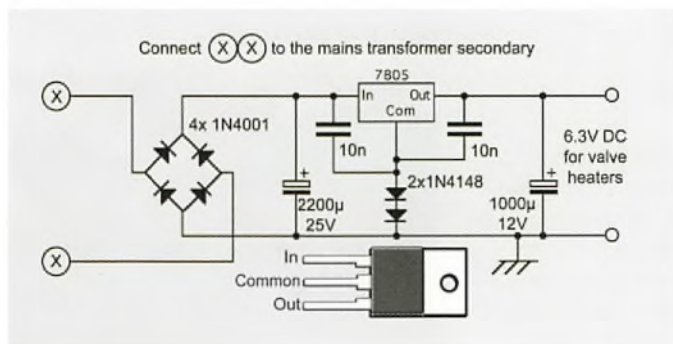 Connect X X to the mains transformer secondary
X
4x 1N4001
7805
In Out
Com
10n
10n
+
2200µ
25V
2x1N4148
+
1000µ
12V
6.3V DC
for valve
heaters
X
In
Common
Out